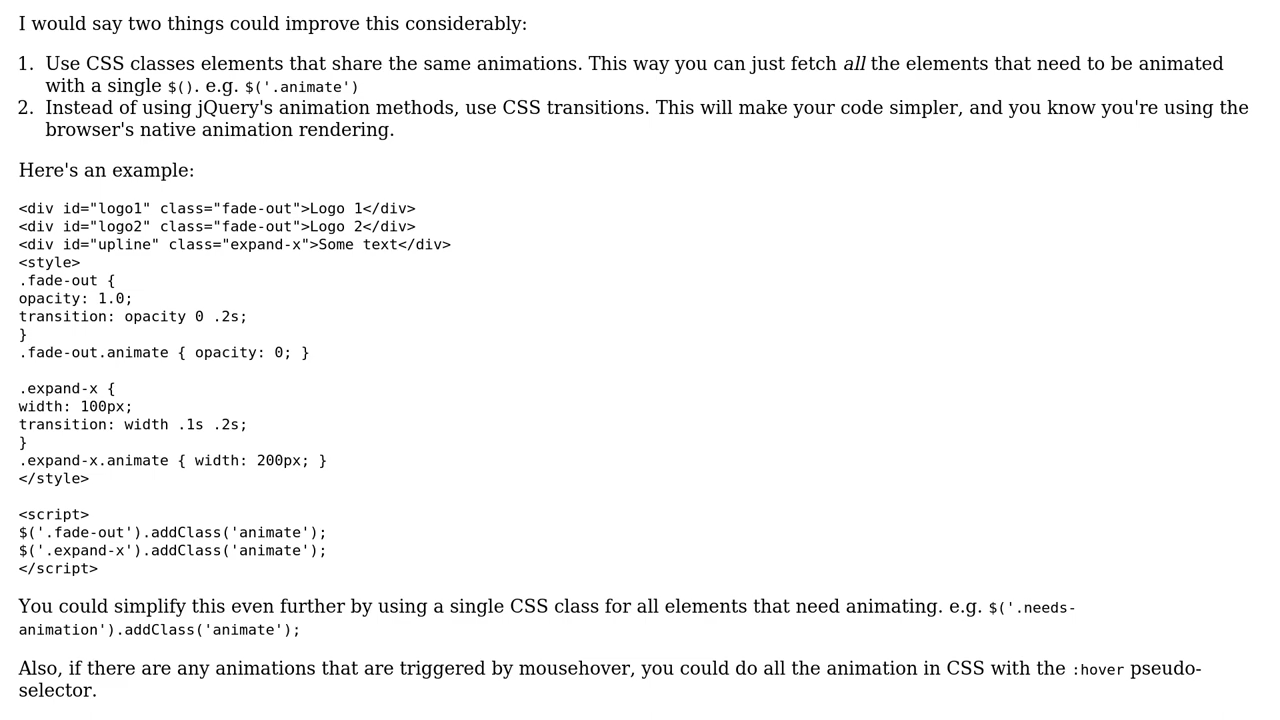 I would say two things could improve this considerably:
1. Use CSS classes elements that share the same animations. This way you can just fetch all the elements that need to be animated
with a single $(). e.g. $('.animate')
2. Instead of using jQuery's animation methods, use CSS transitions. This will make your code simpler, and you know you're using the
browser's native animation rendering.
Here's an example:
<div id="logo1" class="fade-out">Logo 1</div>
<div id="logo2" class="fade-out">Logo 2</div>
<div id="upline" class="expand-x">Some text</div>
<style>
.fade-out {
opacity: 1.0;
transition: opacity 0 .2s;
}
.fade-out.animate { opacity: 0; }
.expand-x {
width: 100px;
transition: width .1s .2s;
}
.expand-x.animate { width: 200px; }
</style>
<script>
$('.fade-out').addClass('animate');
$('.expand-x').addClass('animate');
</script>
You could simplify this even further by using a single CSS class for all elements that need animating. e.g. $('.needs-
animation').addClass('animate');
Also, if there are any animations that are triggered by mousehover, you could do all the animation in CSS with the :hover pseudo-
selector.